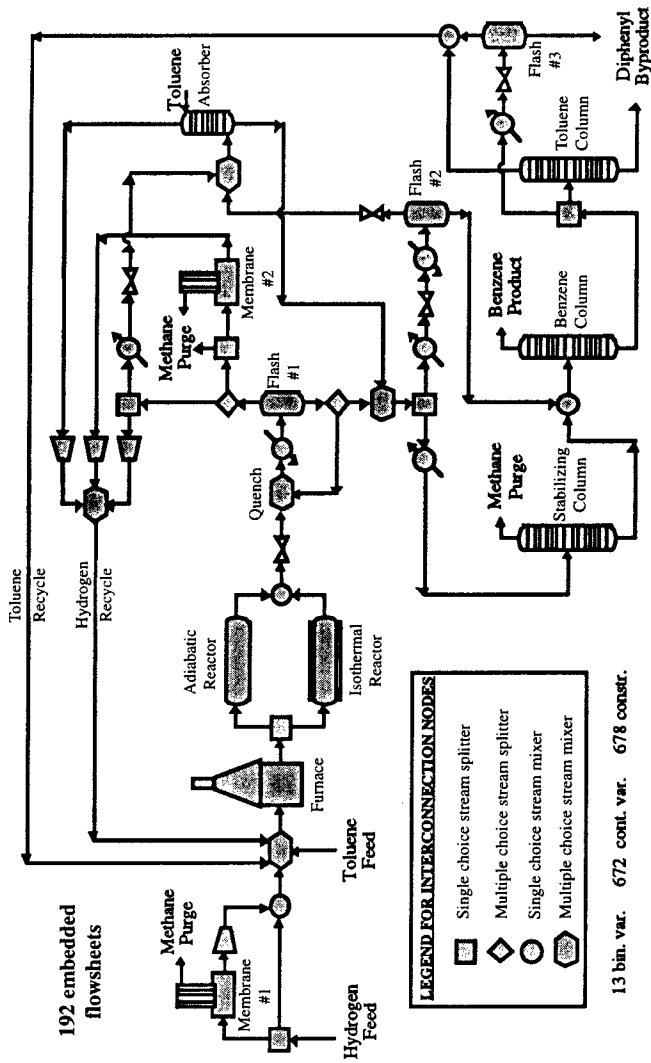 192 embedded
flowsheets
Toluene
Recycle
Hydrogen
Recycle
Toluene
Absorber
Methane
Purge
Membrane
#2
Flash
#1
Quench
Adiabatic
Reactor
Isothermal
Reactor
Furnace
Methane
Purge
Membrane
#1
Hydrogen
Feed
Toluene
Feed
Flash
#2
Flash
#3
Diphenyl
Byproduct
Toluene
Column
Benzene
Product
Benzene
Column
Methane
Purge
Stabilizing
Column
LEGEND FOR INTERCONNECTION NODES
Single choice stream splitter
Multiple choice stream splitter
Single choice stream mixer
Multiple choice stream mixer
13 bin. var. 672 cont. var. 678 constr.